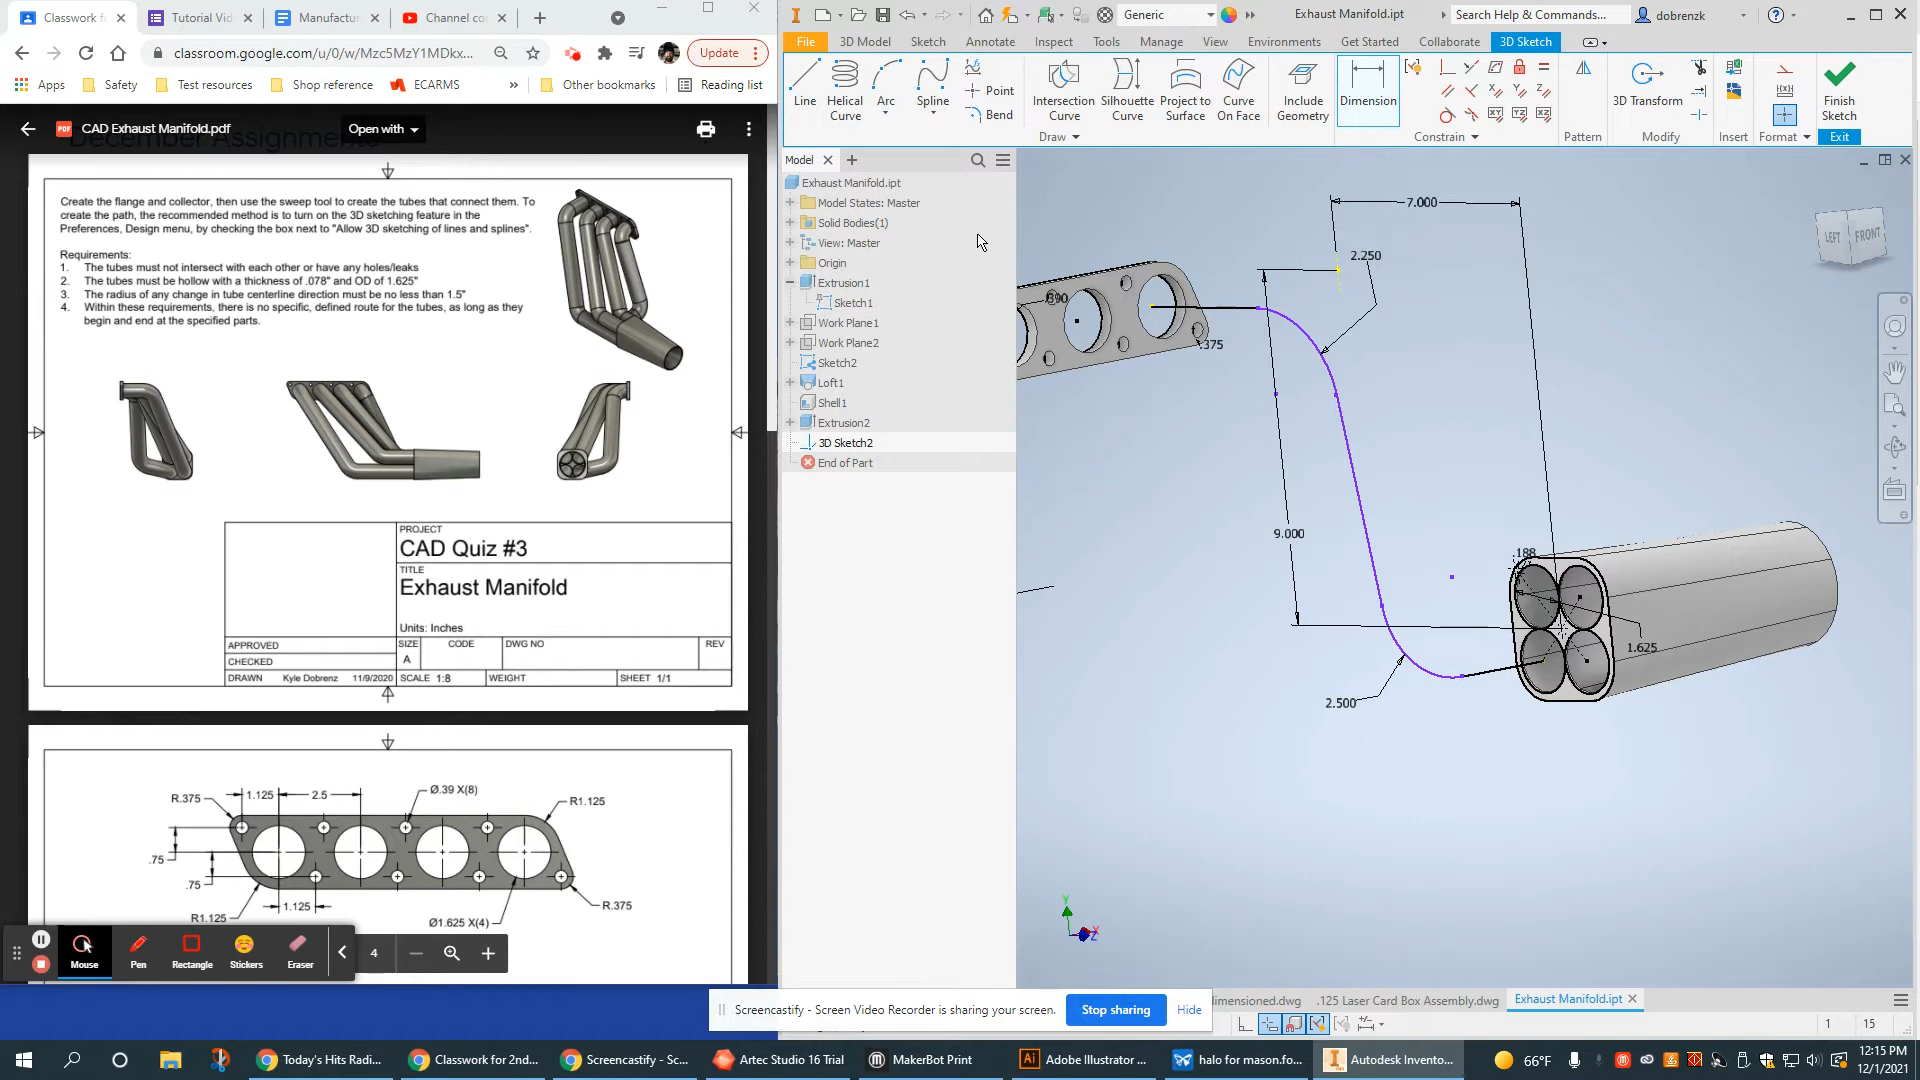 Classwork f
Tutorial Vid
Manufactur
Channel co
classroom.google.com/u/0/w/Mzc5MzY1MDkx...
Update
Apps
Safety
Test resources
Shop reference
ECARMS
»
Other bookmarks
Reading list
PDF
CAD Exhaust Manifold.pdf
Open with
December Assignments
Create the flange and collector, then use the sweep tool to create the tubes that connect them. To
create the path, the recommended method is to turn on the 3D sketching feature in the
Preferences, Design menu, by checking the box next to "Allow 3D sketching of lines and splines".
Requirements:
1. The tubes must not intersect with each other or have any holes/leaks
2. The tubes must be hollow with a thickness of .078" and OD of 1.625"
3. The radius of any change in tube centerline direction must be no less than 1.5"
4. Within these requirements, there is no specific, defined route for the tubes, as long as they
begin and end at the specified parts.
PROJECT
CAD Quiz #3
TITLE
Exhaust Manifold
Units: Inches
APPROVED
SIZE
CODE
DWG NO
REV
CHECKED
A
DRAWN
Kyle Dobrenz
11/9/2020
SCALE 1:8
WEIGHT
SHEET 1/1
R.375
1.125
2.5
Ø.39 X(8)
R1.125
.75
.75
R1.125
1.125
Ø1.625 X(4)
R.375
Mouse
Pen
Rectangle
Stickers
Eraser
4
Generic
Exhaust Manifold.ipt
Search Help & Commands...
dobrenzk
File
3D Model
Sketch
Annotate
Inspect
Tools
Manage
View
Environments
Get Started
Collaborate
3D Sketch
Line
Helical
Curve
Arc
Spline
Point
Bend
Intersection
Curve
Silhouette
Curve
Project to
Surface
Curve
On Face
Include
Geometry
Dimension
3D Transform
Finish
Sketch
Draw
Constrain
Pattern
Modify
Insert
Format
Exit
Model
Exhaust Manifold.ipt
Model States: Master
Solid Bodies(1)
View: Master
Origin
Extrusion1
Sketch1
Work Plane1
Work Plane2
Sketch2
Loft1
Shell1
Extrusion2
3D Sketch2
End of Part
7.000
2.250
.390
.375
9.000
.188
1.625
2.500
LEFT
FRONT
Y
X
Z
Screencastify - Screen Video Recorder is sharing your screen.
Stop sharing
Hide
dimensioned.dwg
.125 Laser Card Box Assembly.dwg
Exhaust Manifold.ipt
1
15
Today's Hits Radi...
Classwork for 2nd...
Screencastify - Sc...
Artec Studio 16 Trial
MakerBot Print
Adobe Illustrator ...
halo for mason.fo...
Autodesk Invento...
66°F
12:15 PM
12/1/2021